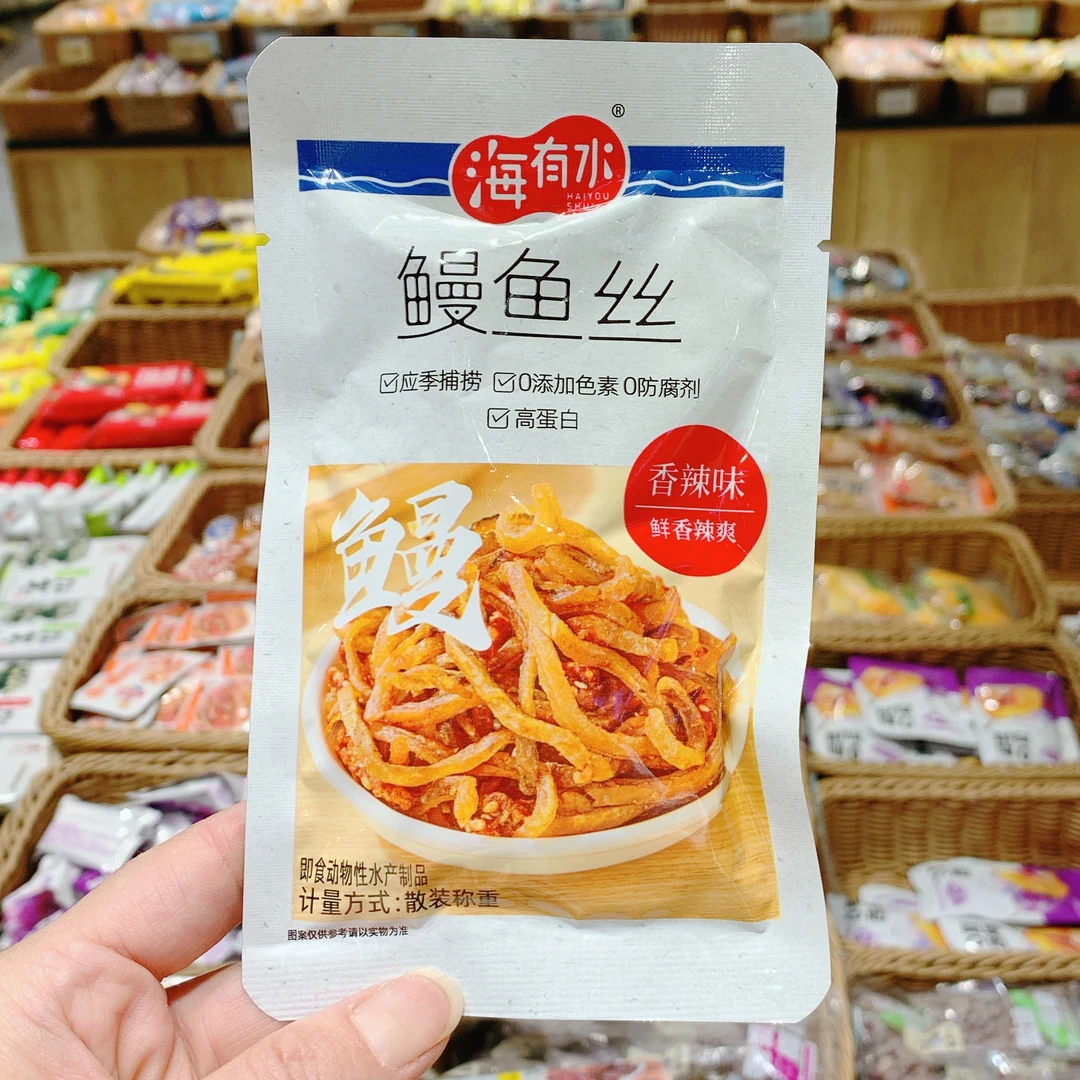 ®
海有水
HAIYOU
鳗鱼丝
应季捕捞 0添加色素 0防腐剂
高蛋白
香辣味
鲜香辣爽
鳗
即食动物性水产制品
计量方式:散装称重
图案仅供参考请以实物为准